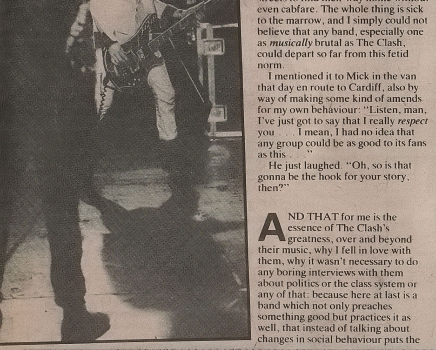 even cabfare. The whole thing is sick
to the marrow, and I simply could not
believe that any band, especially one
as musically brutal as The Clash,
could depart so far from this fetid
norm.
I mentioned it to Mick in the van
that day en route to Cardiff, also by
way of making some kind of amends
for my own behaviour: “Listen, man,
I've just got to say that I really respect
you . . . I mean, I had no idea that
any group could be as good to its fans
as this . . .”
He just laughed. “Oh, so is that
gonna be the hook for your story,
then?”
AND THAT for me is the
essence of The Clash's
greatness, over and beyond
their music, why I fell in love with
them, why it wasn't necessary to do
any boring interviews with them
about politics or the class system or
any of that: because here at last is a
band which not only preaches
something good but practices it as
well, that instead of talking about
changes in social behaviour puts the